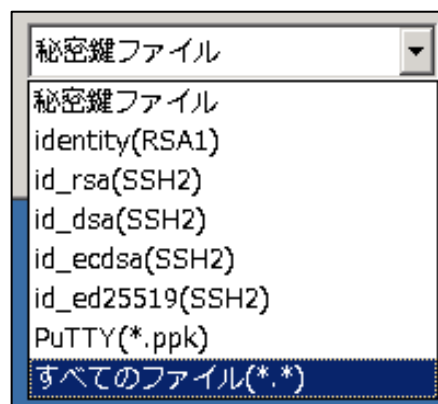 秘密鍵ファイル
秘密鍵ファイル
identity(RSA1)
id_rsa(SSH2)
id_dsa(SSH2)
id_ecdsa(SSH2)
id_ed25519(SSH2)
PuTTY(*.ppk)
すべてのファイル(*.*)